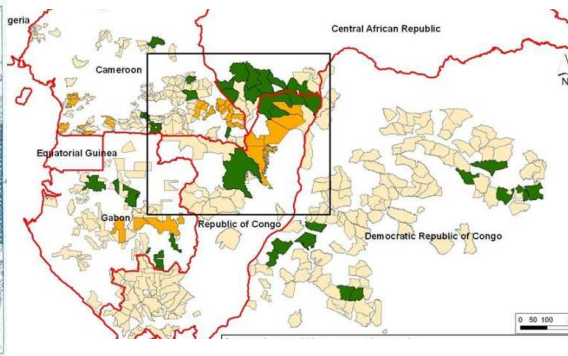 geria
Central African Republic
Cameroon
N
Equatorial Guinea
Gabon
Republic of Congo
Democratic Republic of Congo
0 50 100